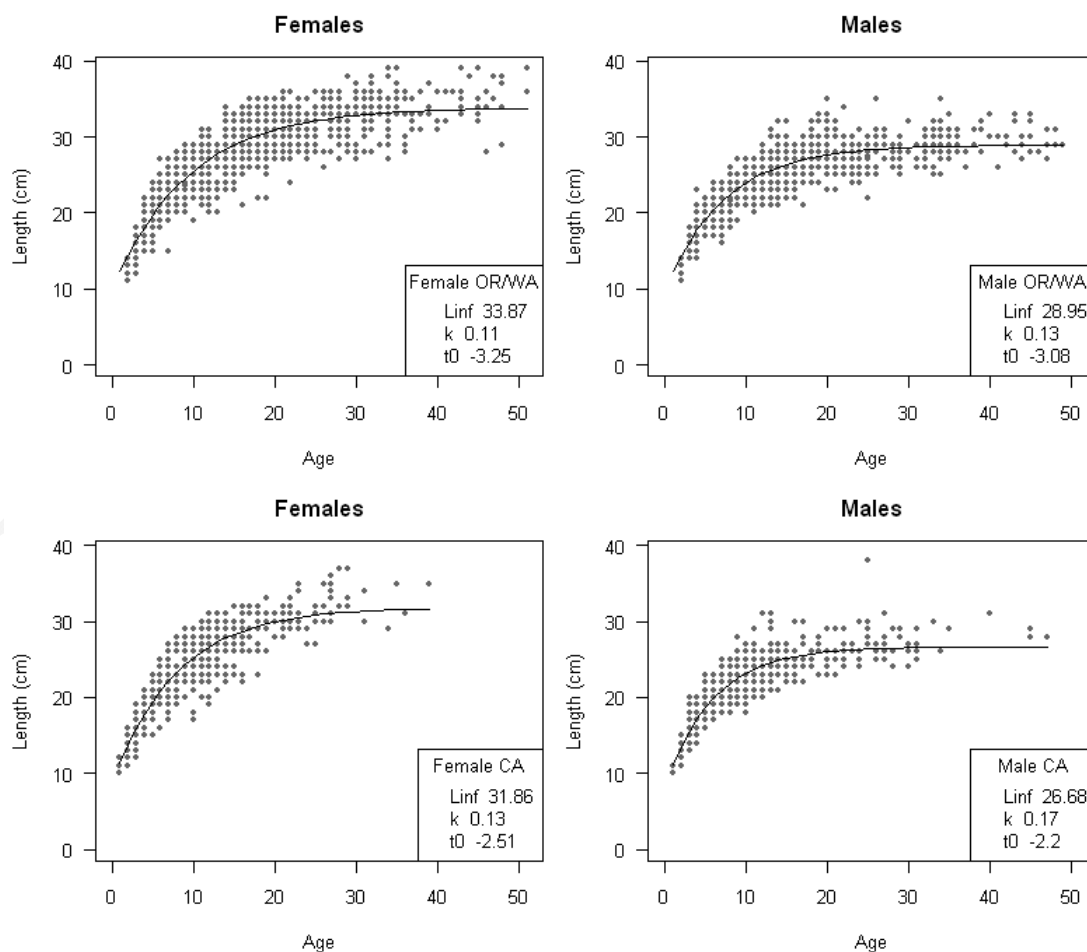 Females
Length (cm)
40
30
20
10
0
0 10 20 30 40 50
Age
Female OR/WA
Linf 33.87
k 0.11
t0 -3.25
Males
Length (cm)
40
30
20
10
0
0 10 20 30 40 50
Age
Male OR/WA
Linf 28.95
k 0.13
t0 -3.08
Females
Length (cm)
40
30
20
10
0
0 10 20 30 40 50
Age
Female CA
Linf 31.86
k 0.13
t0 -2.51
Males
Length (cm)
40
30
20
10
0
0 10 20 30 40 50
Age
Male CA
Linf 26.68
k 0.17
t0 -2.2